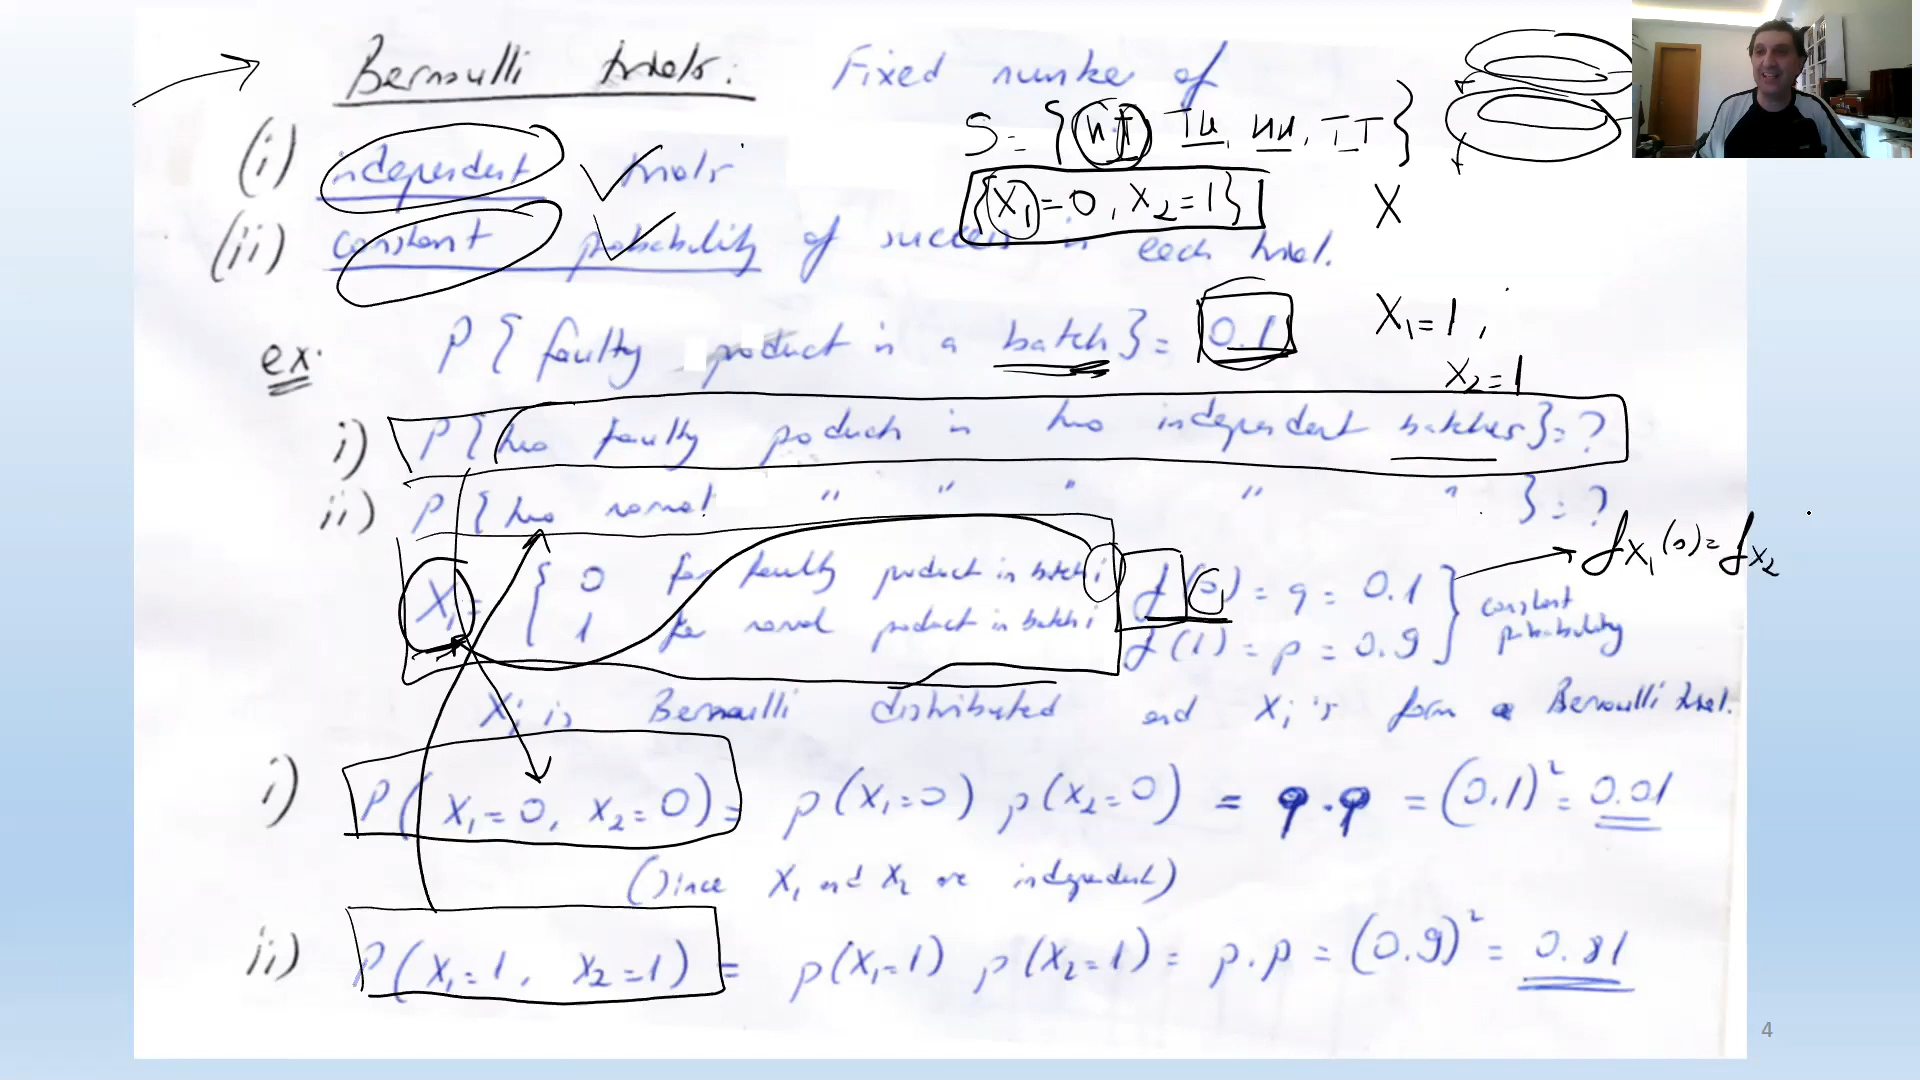 Bernoulli trials: Fixed number of
S = {HT, TH, HH, TT}
(i) independent trials
{X1 = 0, X2 = 1} X
(ii) constant probability of success in each trial.
ex: P{faulty product in a batch} = 0.1
X1 = 1,
X2 = 1
i) P{two faulty products in two independent batches} = ?
ii) P{two normal " " " " " } = ?
Xi = { 0 for faulty product in batch i f(0) = q = 0.1
1 for normal product in batch i f(1) = p = 0.9
constant probability
fX1(0) = fX2
Xi is Bernoulli distributed and Xi's form a Bernoulli trial.
i) P(X1 = 0, X2 = 0) = p(X1 = 0) p(X2 = 0) = q.q = (0.1)² = 0.01
(Since X1 and X2 are independent)
ii) P(X1 = 1, X2 = 1) = p(X1 = 1) p(X2 = 1) = p.p = (0.9)² = 0.81
4